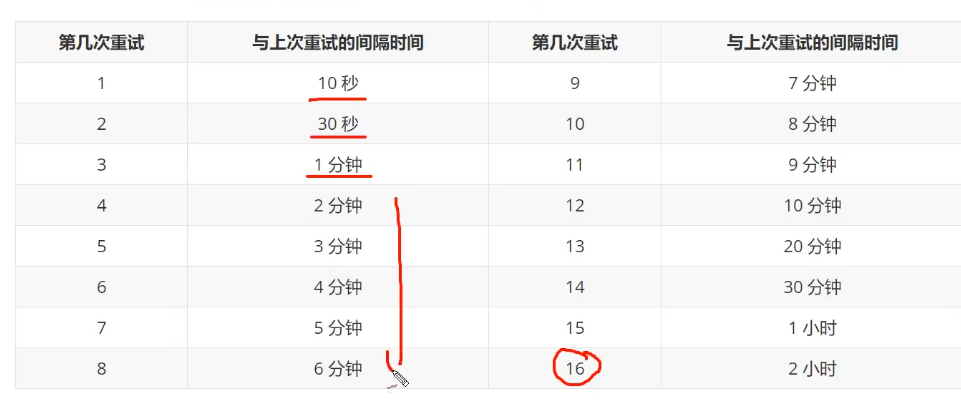 第几次重试 与上次重试的间隔时间 第几次重试 与上次重试的间隔时间
1 10 秒 9 7 分钟
2 30 秒 10 8 分钟
3 1 分钟 11 9 分钟
4 2 分钟 12 10 分钟
5 3 分钟 13 20 分钟
6 4 分钟 14 30 分钟
7 5 分钟 15 1 小时
8 6 分钟 16 2 小时